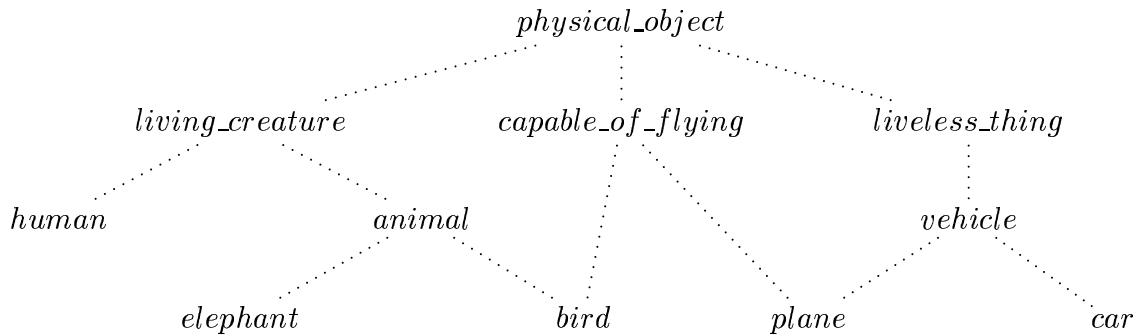 physical_object
living_creature capable_of_flying liveless_thing
human animal vehicle
elephant bird plane car